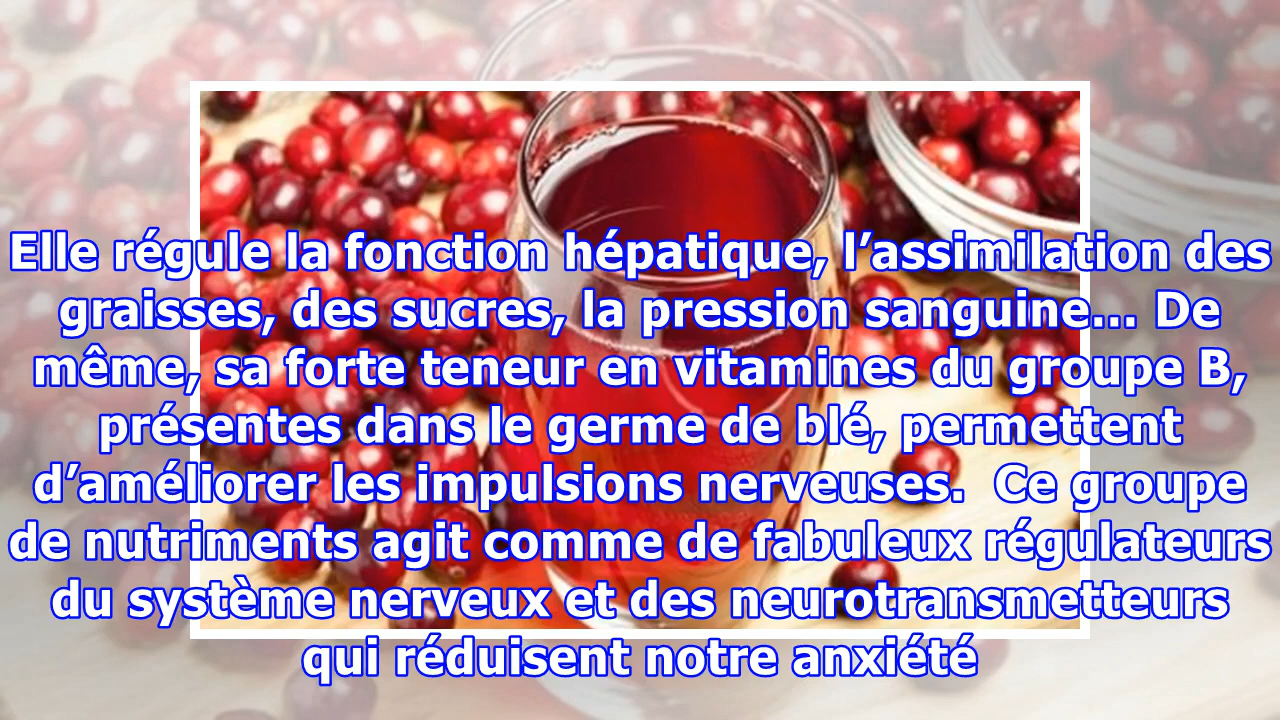 Elle régule la fonction hépatique, l’assimilation des
graisses, des sucres, la pression sanguine... De
même, sa forte teneur en vitamines du groupe B,
présentes dans le germe de blé, permettent
d’améliorer les impulsions nerveuses.  Ce groupe
de nutriments agit comme de fabuleux régulateurs
du système nerveux et des neurotransmetteurs
qui réduisent notre anxiété